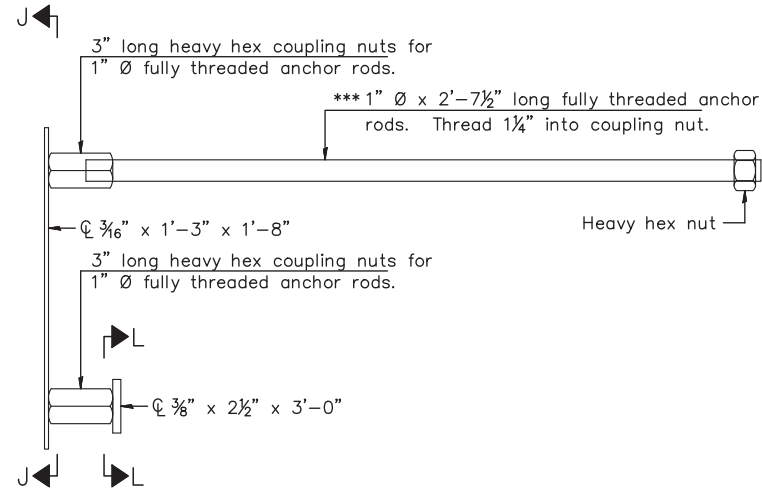 J
3" long heavy hex coupling nuts for
1" Ø fully threaded anchor rods.
*** 1" Ø x 2'-7½" long fully threaded anchor
rods. Thread 1¼" into coupling nut.
℄ 3/16" x 1'-3" x 1'-8"
Heavy hex nut
3" long heavy hex coupling nuts for
1" Ø fully threaded anchor rods.
L
℄ ⅜" x 2½" x 3'-0"
J
L